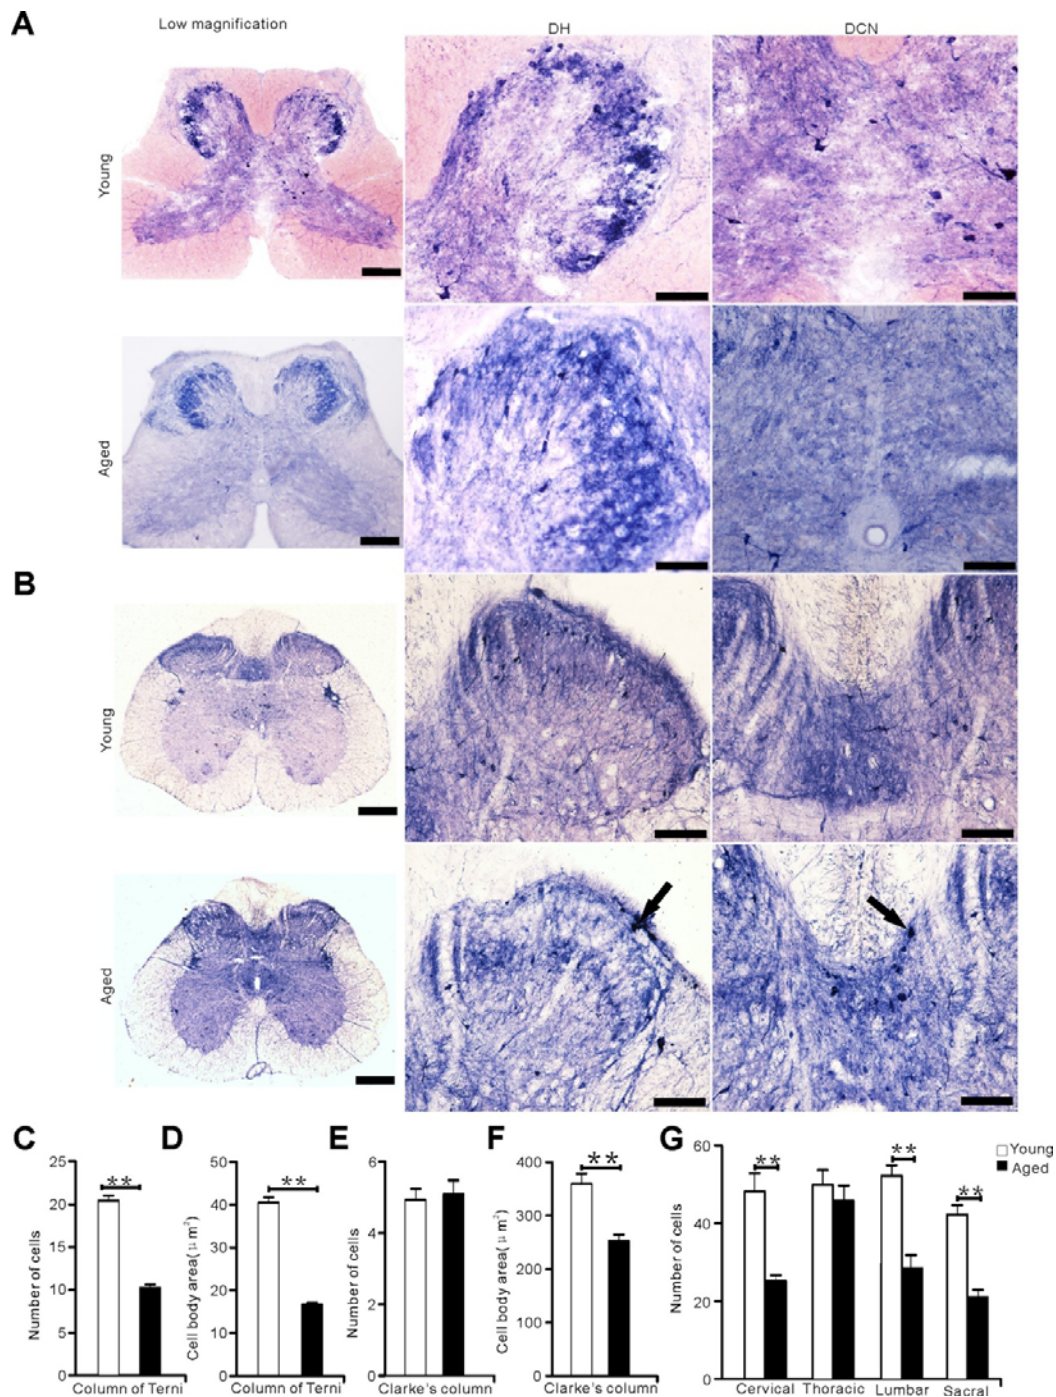 A
Low magnification
DH
DCN
Young
Aged
B
Young
Aged
C
Number of cells
25
20
15
10
5
0
**
Column of Terni
D
Cell body area(μm²)
50
40
30
20
10
0
**
Column of Terni
E
Number of cells
6
4
2
0
Clarke's column
F
Cell body area(μm²)
400
300
200
100
0
**
Clarke's column
G
Number of cells
60
40
20
0
**
**
**
Cervical Thoracic Lumbar Sacral
Young
Aged